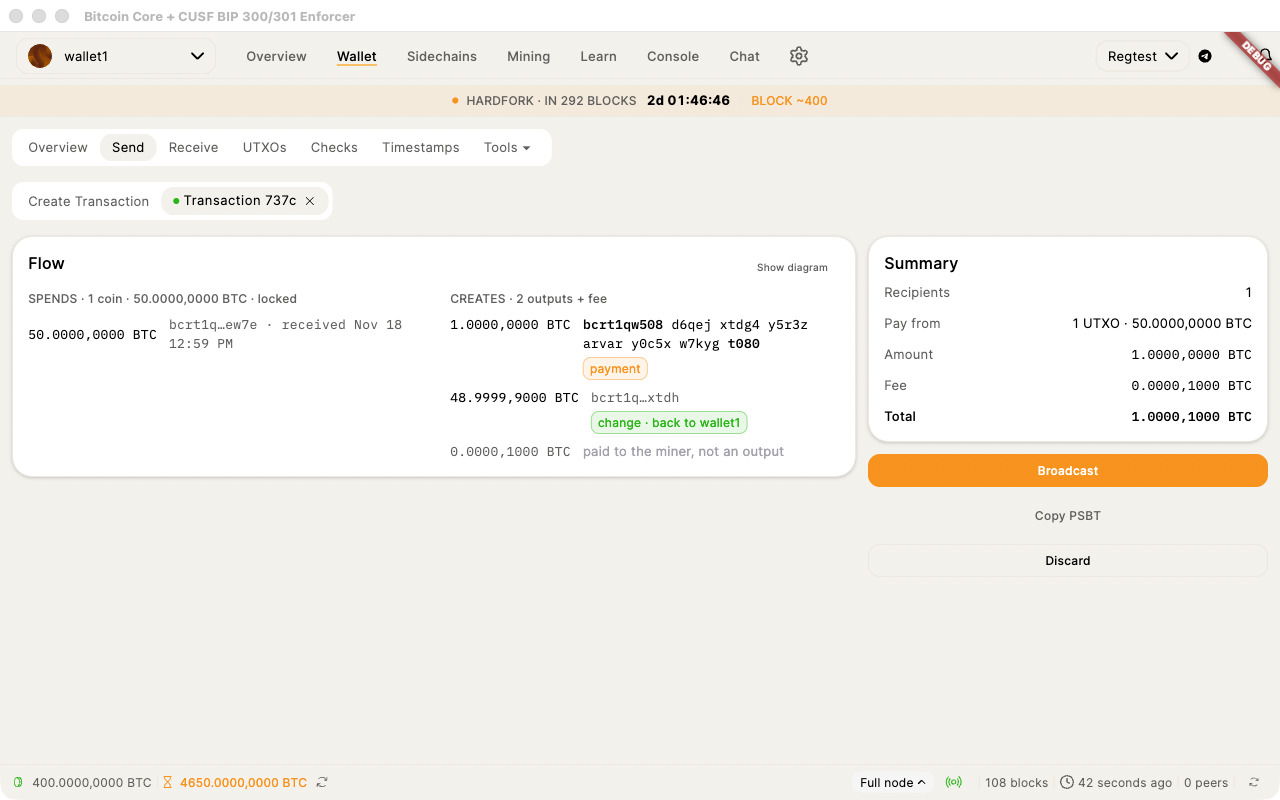 Bitcoin Core + CUSF BIP 300/301 Enforcer
wallet1
Overview Wallet Sidechains Mining Learn Console Chat
Regtest
DEBUG
HARDFORK · IN 292 BLOCKS 2d 01:46:46 BLOCK ~400
Overview Send Receive UTXOs Checks Timestamps Tools
Create Transaction Transaction 737c
Flow
Show diagram
SPENDS · 1 coin · 50.0000,0000 BTC · locked
50.0000,0000 BTC bcrt1q…ew7e · received Nov 18
12:59 PM
CREATES · 2 outputs + fee
1.0000,0000 BTC bcrt1qw508 d6qej xtdg4 y5r3z
arvar y0c5x w7kyg t080
payment
48.9999,9000 BTC bcrt1q…xtdh
change · back to wallet1
0.0000,1000 BTC paid to the miner, not an output
Summary
Recipients 1
Pay from 1 UTXO · 50.0000,0000 BTC
Amount 1.0000,0000 BTC
Fee 0.0000,1000 BTC
Total 1.0000,1000 BTC
Broadcast
Copy PSBT
Discard
400.0000,0000 BTC 4650.0000,0000 BTC
Full node 108 blocks 42 seconds ago 0 peers